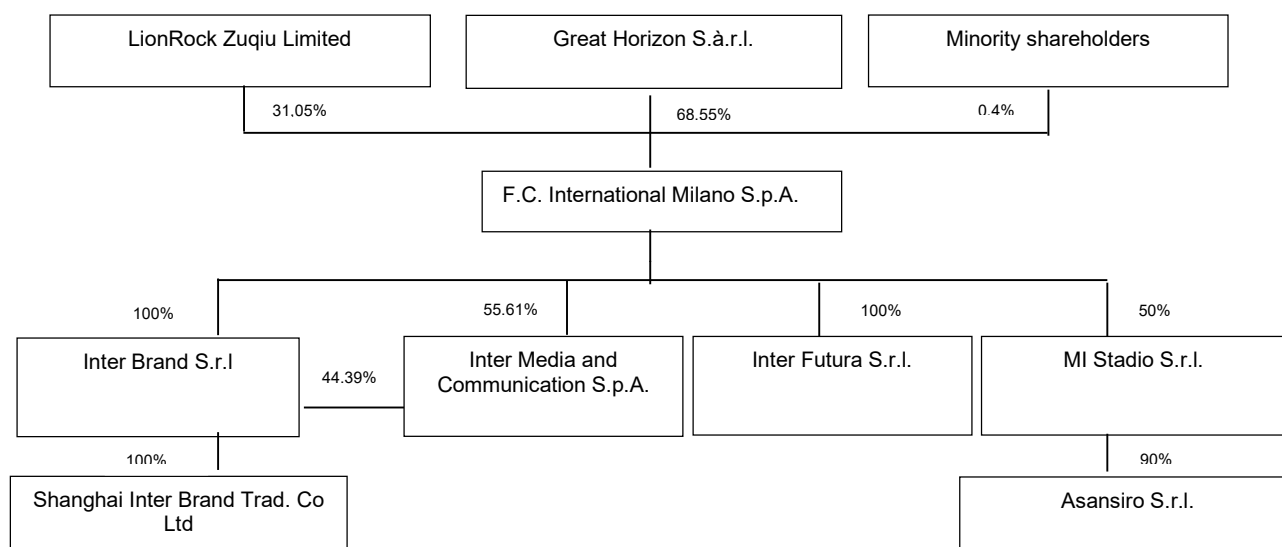 LionRock Zuqiu Limited
Great Horizon S.à.r.l.
Minority shareholders
31,05%
68.55%
0.4%
F.C. International Milano S.p.A.
100%
55.61%
100%
50%
Inter Brand S.r.l
44.39%
Inter Media and
Communication S.p.A.
Inter Futura S.r.l.
MI Stadio S.r.l.
100%
90%
Shanghai Inter Brand Trad. Co
Ltd
Asansiro S.r.l.